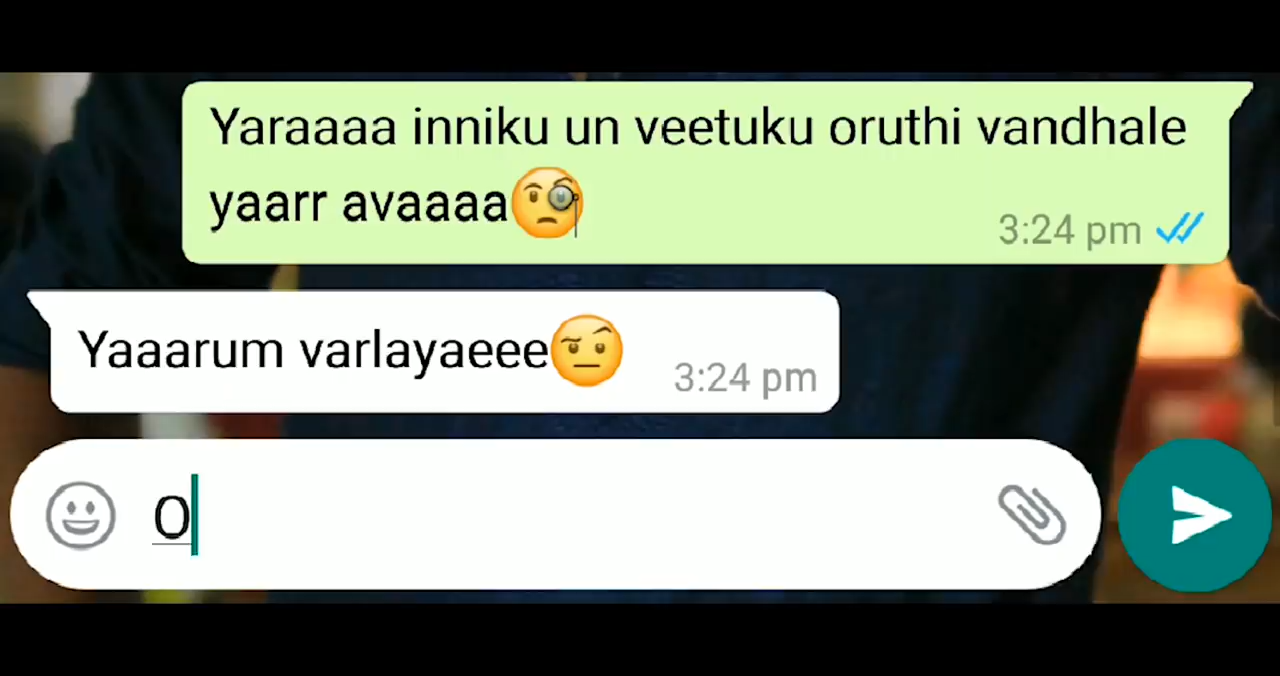 Yaraaaa inniku un veetuku oruthi vandhale
yaarr avaaaa🧐
3:24 pm
Yaaarum varlayaeee🤨
3:24 pm
O